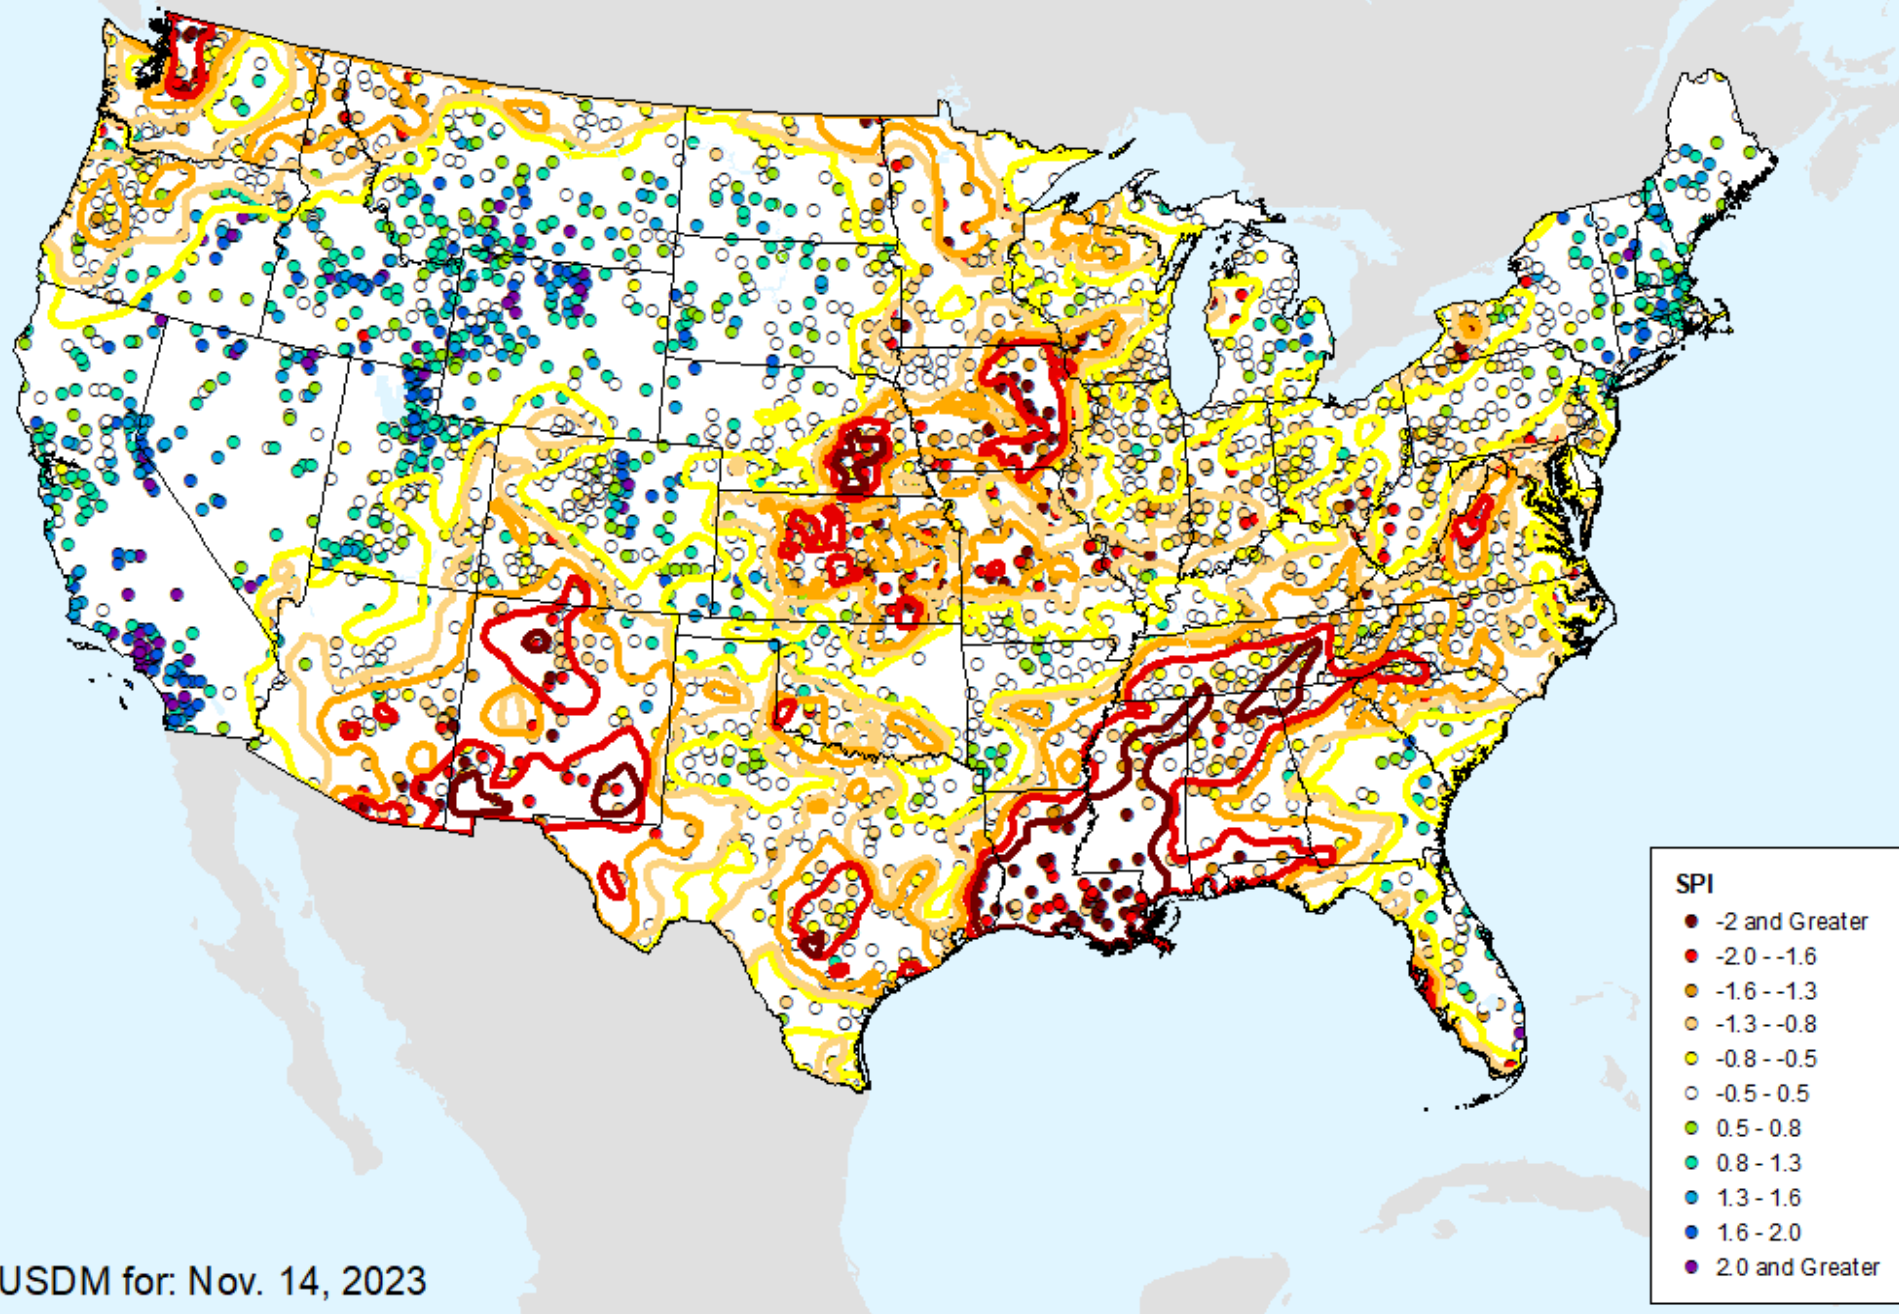 SPI
-2 and Greater
-2.0 - -1.6
-1.6 - -1.3
-1.3 - -0.8
-0.8 - -0.5
-0.5 - 0.5
0.5 - 0.8
0.8 - 1.3
1.3 - 1.6
1.6 - 2.0
2.0 and Greater
USDM for: Nov. 14, 2023